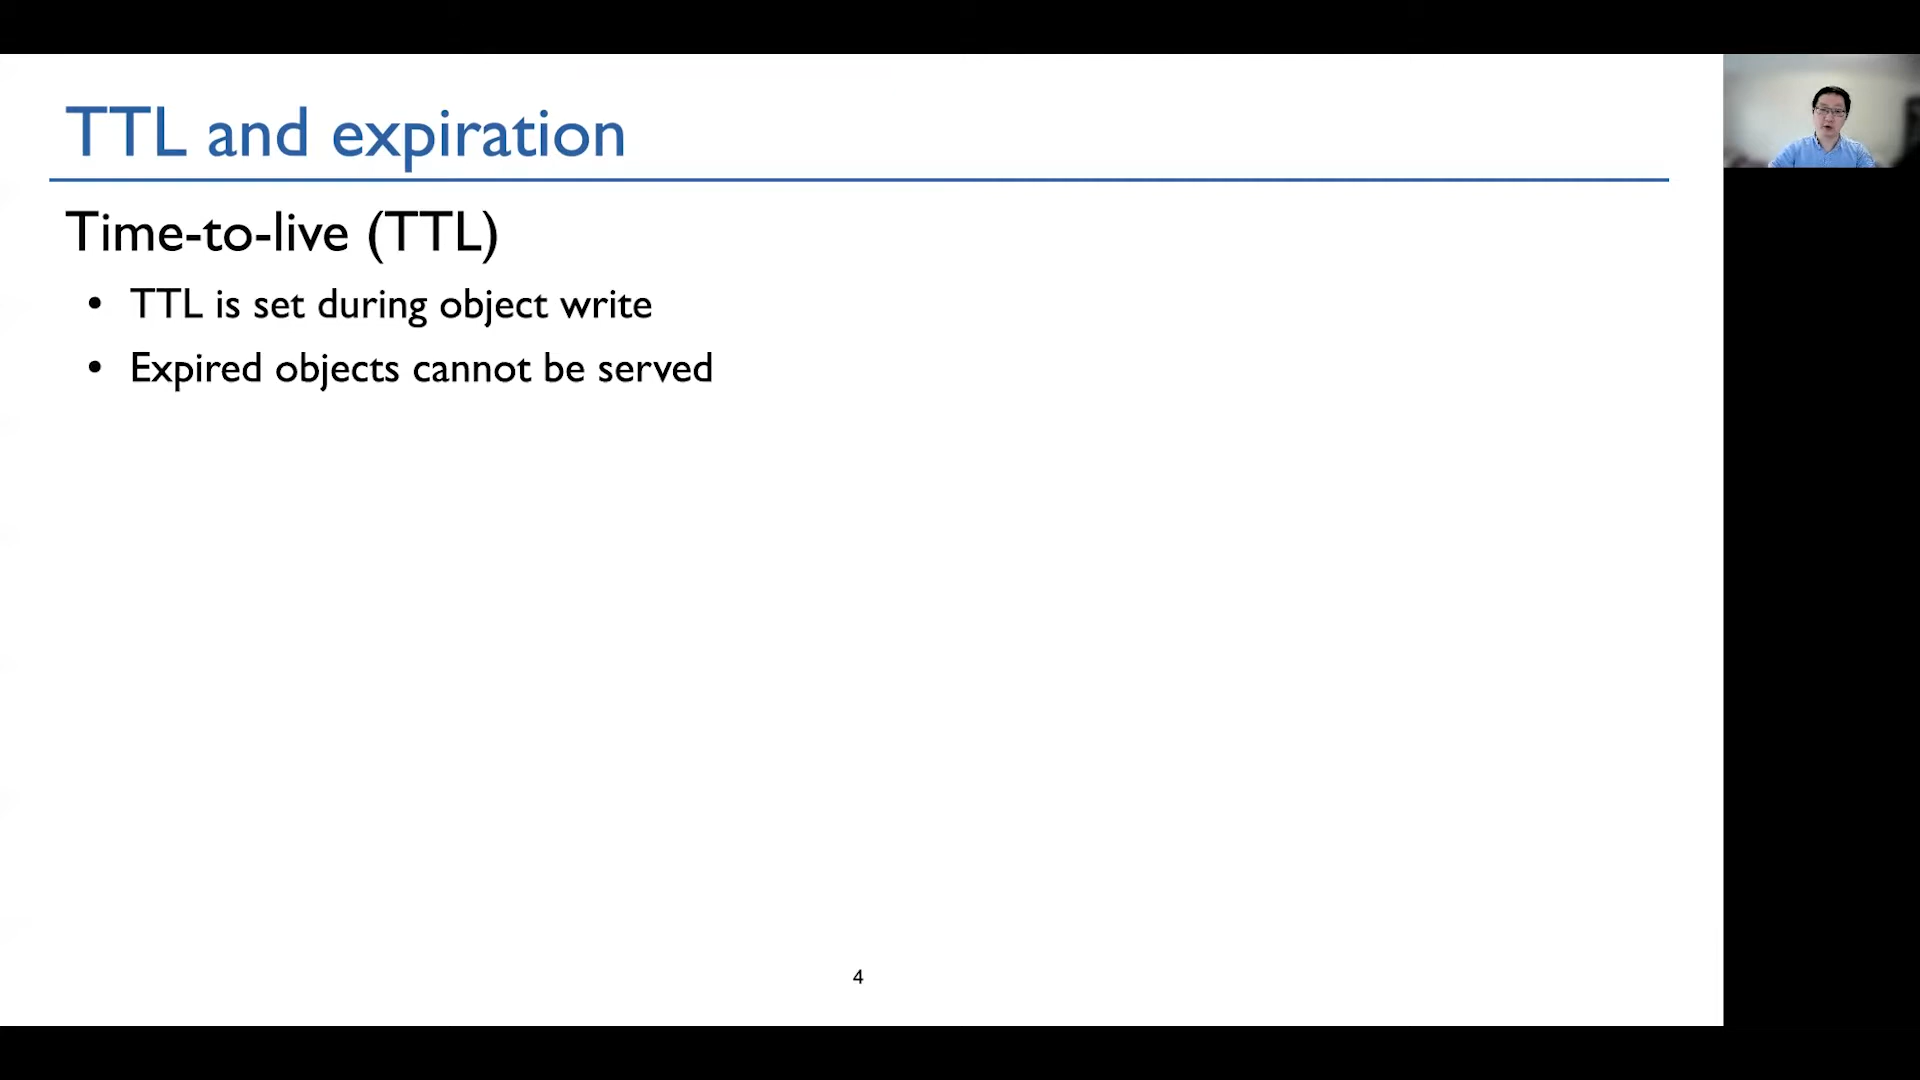 TTL and expiration
Time-to-live (TTL)
• TTL is set during object write
• Expired objects cannot be served
4